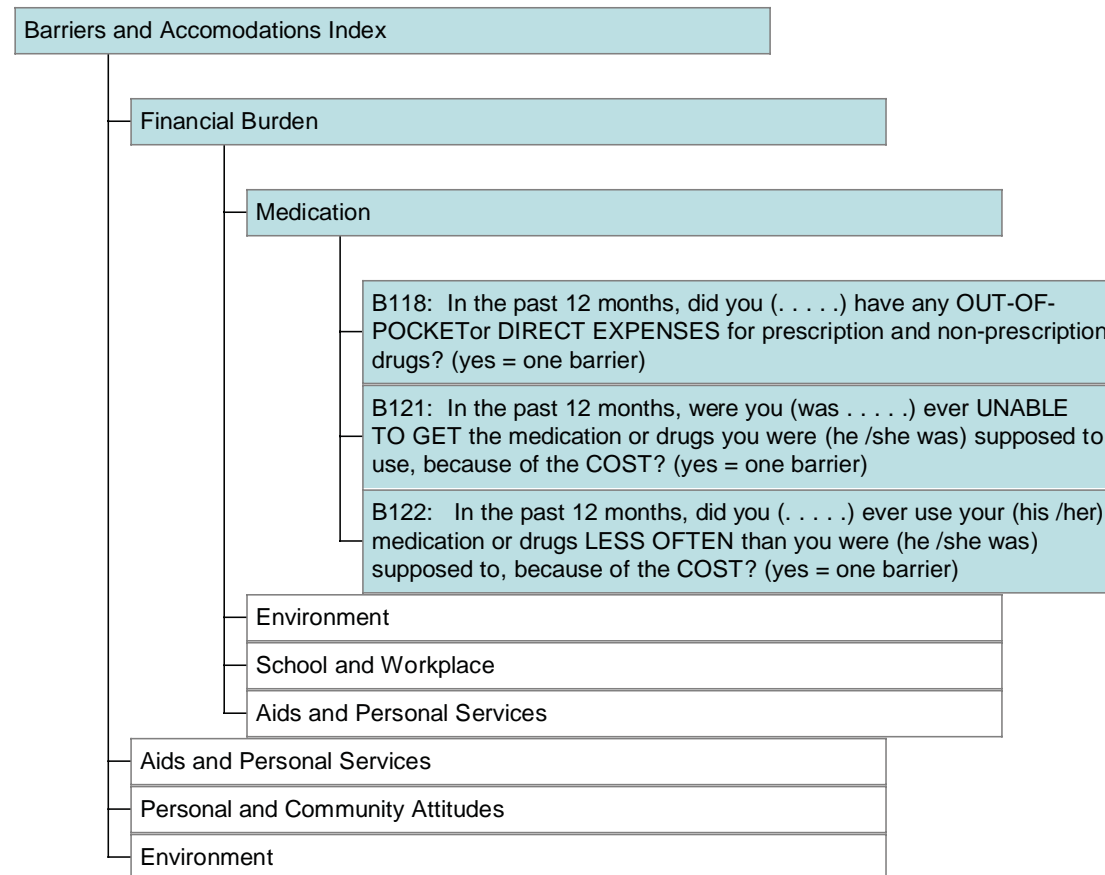 Barriers and Accomodations Index
Financial Burden
Medication
B118:  In the past 12 months, did you (. . . . .) have any OUT-OF-
POCKETor DIRECT EXPENSES for prescription and non-prescription
drugs? (yes = one barrier)
B121:  In the past 12 months, were you (was . . . . .) ever UNABLE
TO GET the medication or drugs you were (he /she was) supposed to
use, because of the COST? (yes = one barrier)
B122:   In the past 12 months, did you (. . . . .) ever use your (his /her)
medication or drugs LESS OFTEN than you were (he /she was)
supposed to, because of the COST? (yes = one barrier)
Environment
School and Workplace
Aids and Personal Services
Aids and Personal Services
Personal and Community Attitudes
Environment